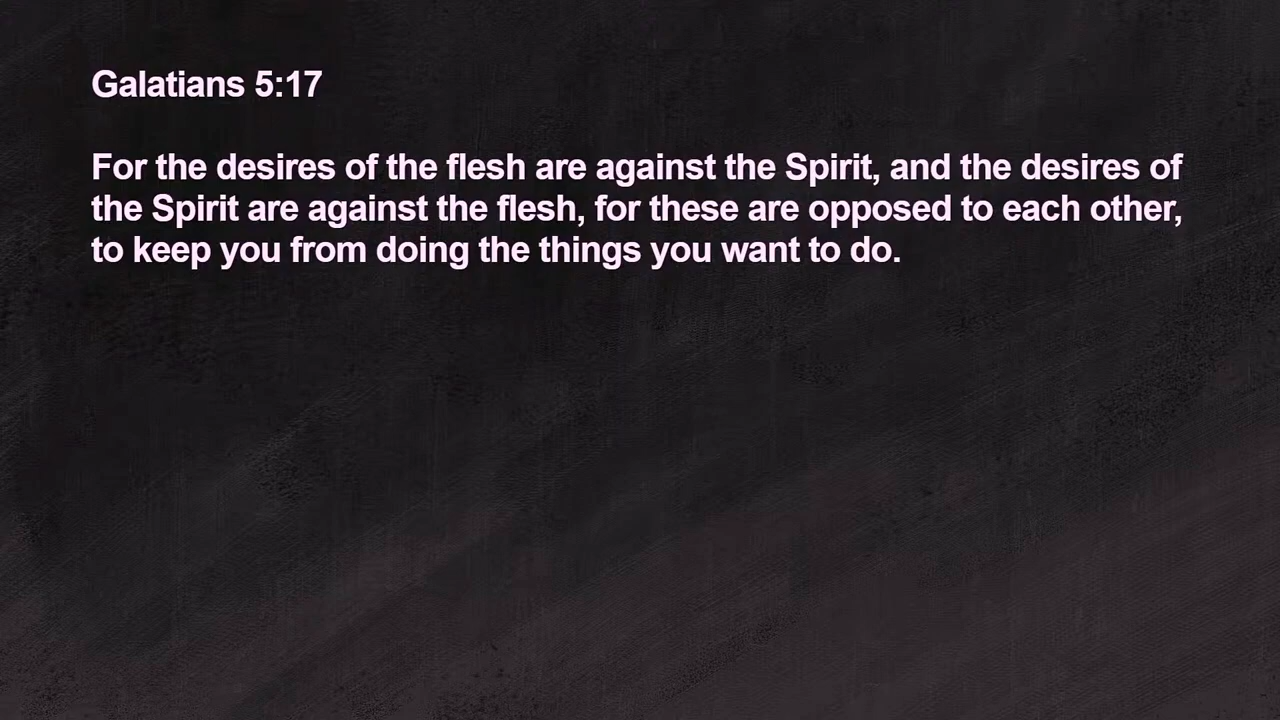 Galatians 5:17
For the desires of the flesh are against the Spirit, and the desires of
the Spirit are against the flesh, for these are opposed to each other,
to keep you from doing the things you want to do.